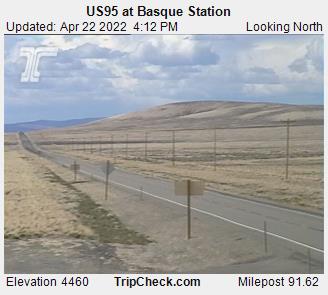 US95 at Basque Station
Updated: Apr 22 2022 4:12 PM Looking North
Elevation 4460 TripCheck.com Milepost 91.62